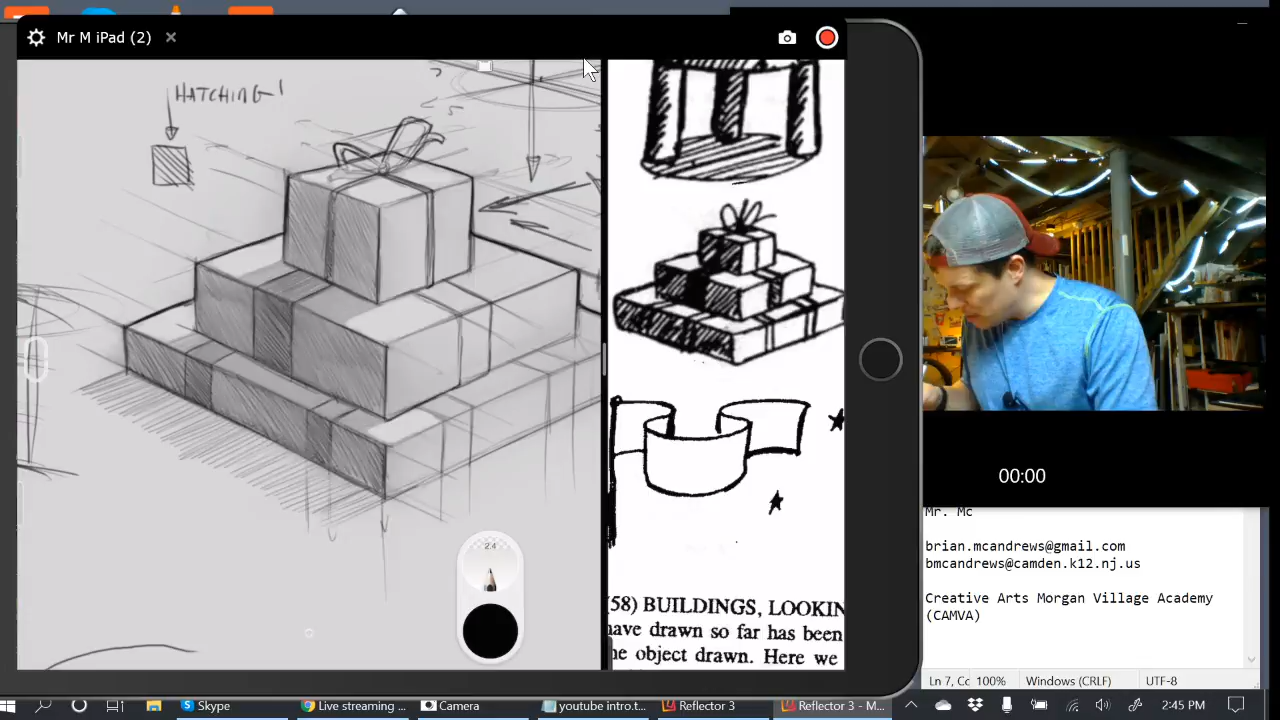 Mr M iPad (2)
HATCHING!
2.4
(58) BUILDINGS, LOOKIN
have drawn so far has been
he object drawn. Here we
00:00
Mr. Mc
brian.mcandrews@gmail.com
bmcandrews@camden.k12.nj.us
Creative Arts Morgan Village Academy
(CAMVA)
Ln 7, Cc 100% Windows (CRLF) UTF-8
Skype Live streaming ... Camera youtube intro.t... Reflector 3 Reflector 3 - M... 2:45 PM